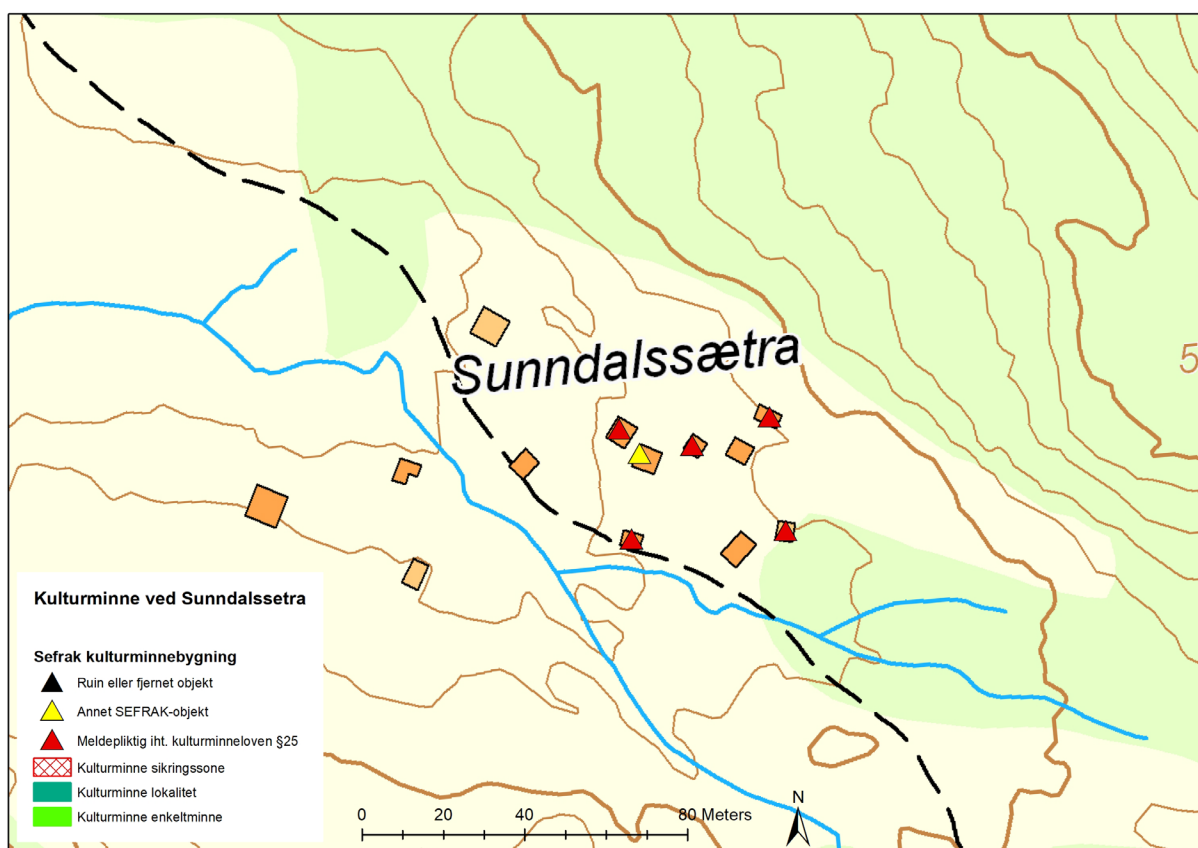 Sunndalssætra
5
Kulturminne ved Sunndalssetra
Sefrak kulturminnebygning
Ruin eller fjernet objekt
Annet SEFRAK-objekt
Meldepliktig iht. kulturminneloven §25
Kulturminne sikringssone
Kulturminne lokalitet
Kulturminne enkeltminne
0 20 40 80 Meters
N